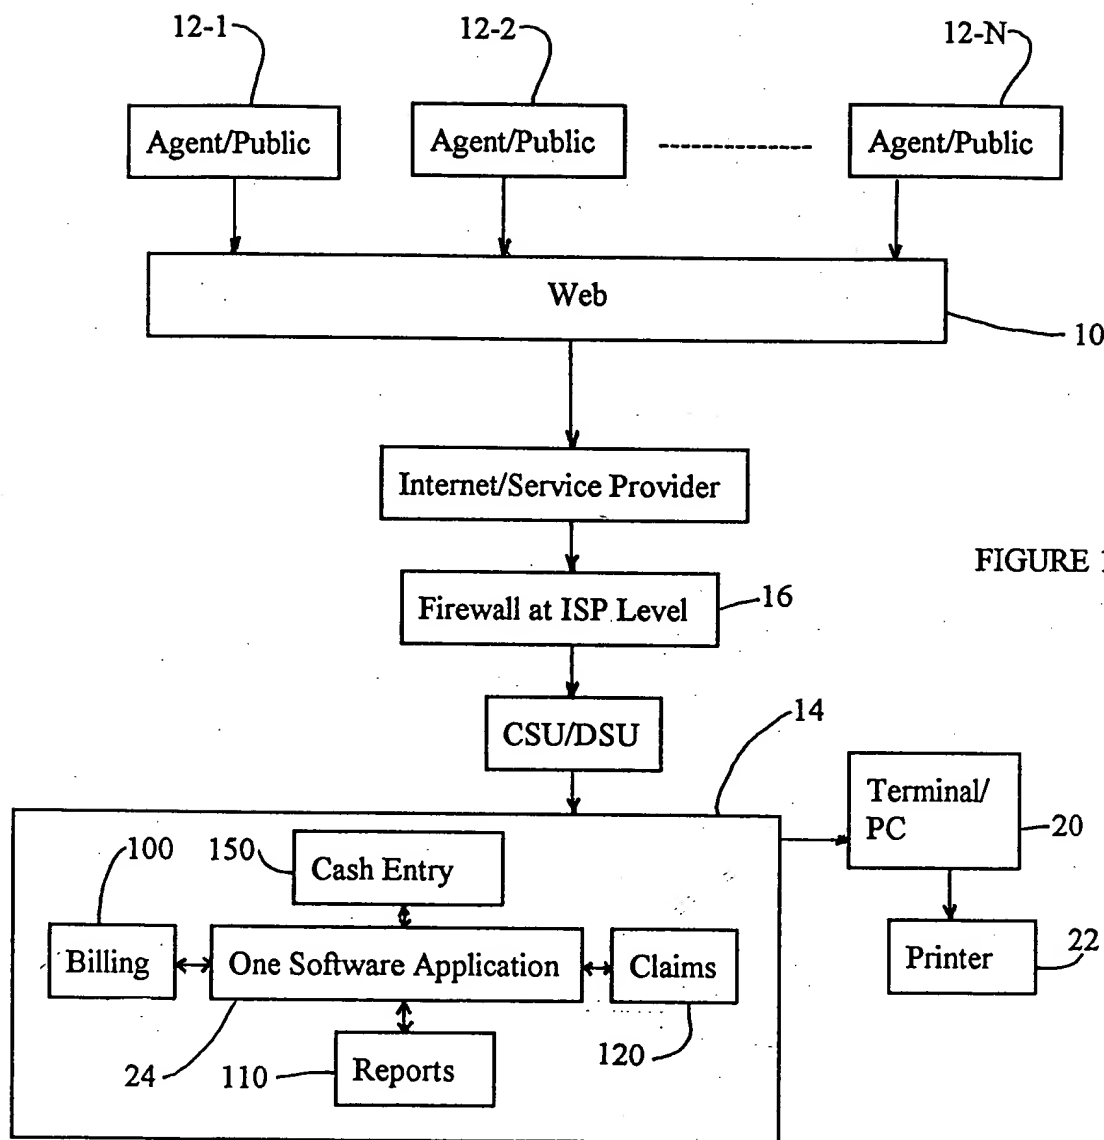 12-1
12-2
12-N
Agent/Public
Agent/Public
Agent/Public
Web
10
Internet/Service Provider
FIGURE
Firewall at ISP Level
16
CSU/DSU
14
Terminal/
PC
20
150
Cash Entry
100
Billing
One Software Application
Claims
Printer
22
24
110
Reports
120